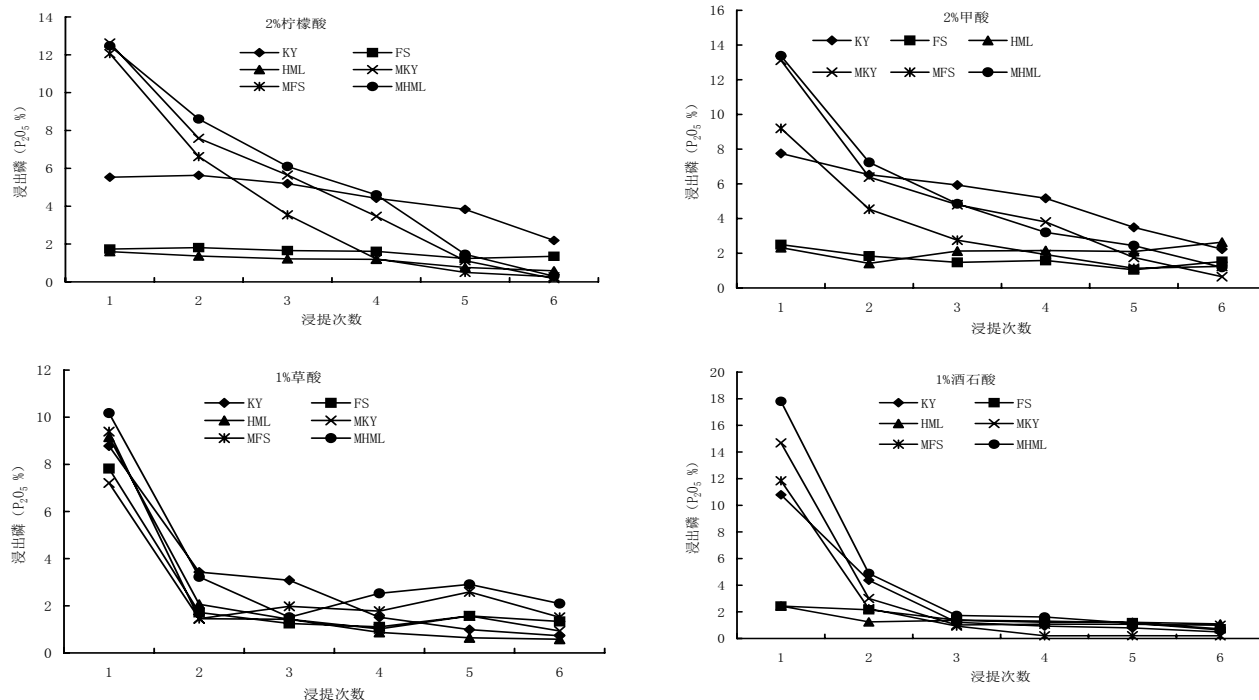 2%柠檬酸
KY FS
HML MKY
MFS MHML
浸出磷（P₂O₅ %）
14
12
10
8
6
4
2
0
1 2 3 4 5 6
浸提次数
2%甲酸
KY FS HML
MKY MFS MHML
浸出磷（P₂O₅ %）
16
14
12
10
8
6
4
2
0
1 2 3 4 5 6
浸提次数
1%草酸
KY FS
HML MKY
MFS MHML
浸出磷（P₂O₅ %）
12
10
8
6
4
2
0
1 2 3 4 5 6
浸提次数
1%酒石酸
KY FS
HML MKY
MFS MHML
浸出磷（P₂O₅ %）
20
18
16
14
12
10
8
6
4
2
0
1 2 3 4 5 6
浸提次数